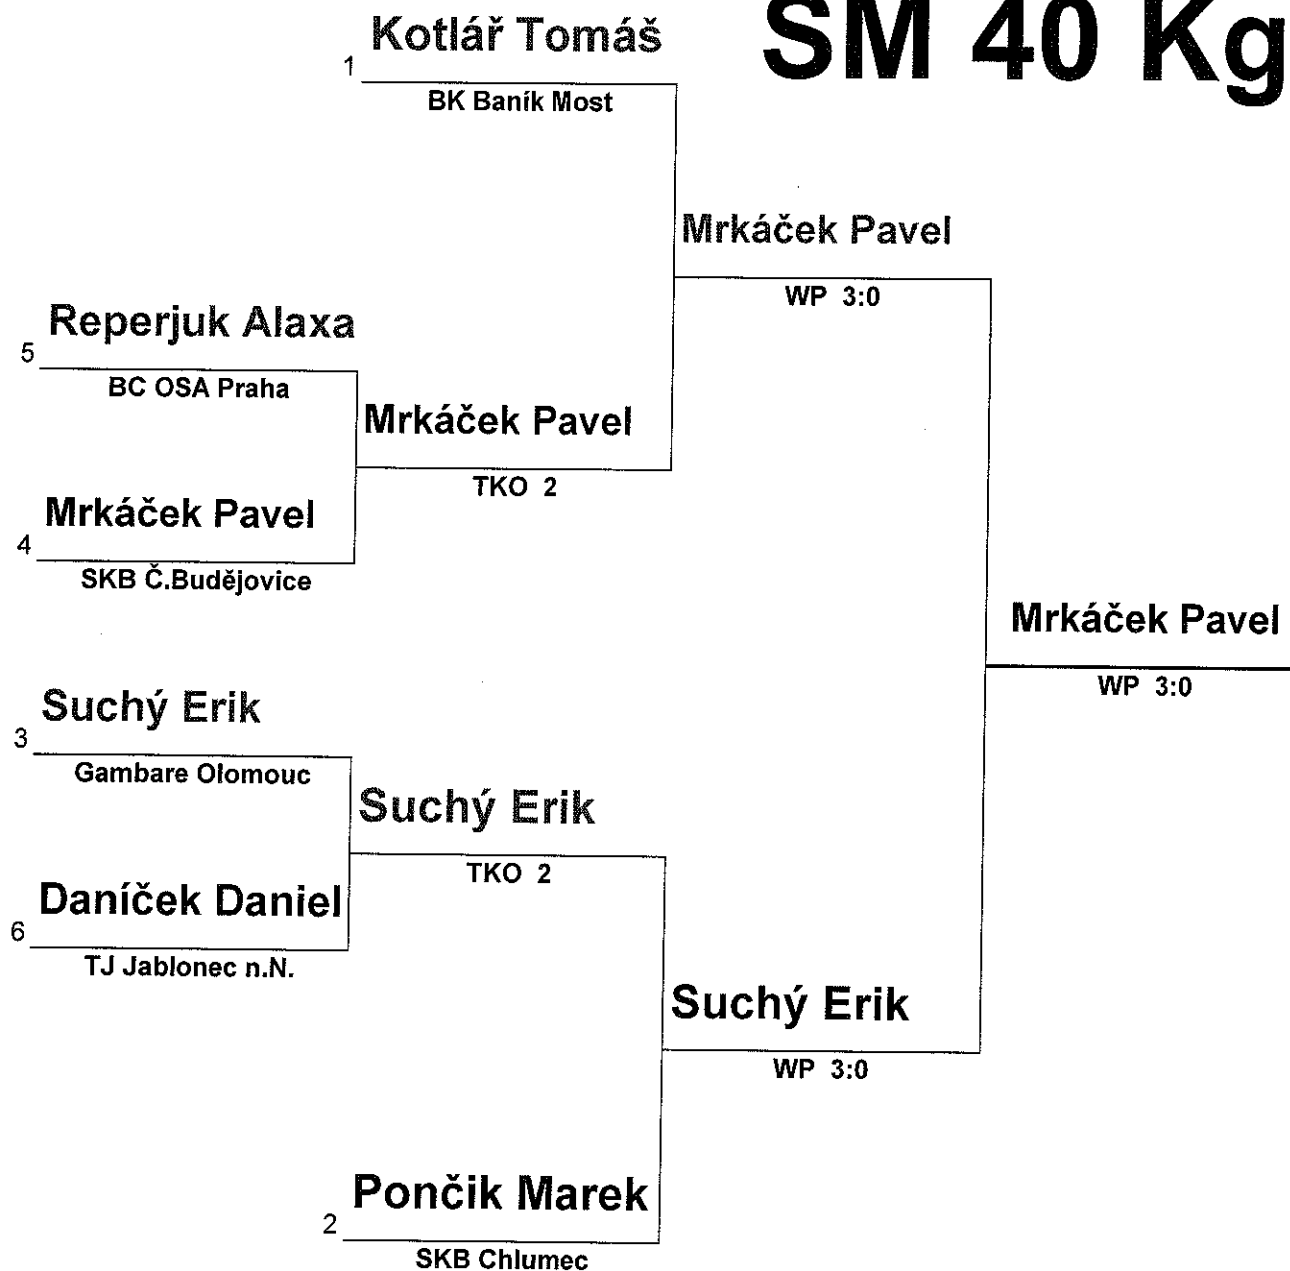 SM 40 Kg
Kotlář Tomáš
1
BK Baník Most
Mrkáček Pavel
WP 3:0
Reperjuk Alaxa
5
BC OSA Praha
Mrkáček Pavel
TKO 2
Mrkáček Pavel
4
SKB Č.Budějovice
Mrkáček Pavel
WP 3:0
Suchý Erik
3
Gambare Olomouc
Suchý Erik
TKO 2
Daníček Daniel
6
TJ Jablonec n.N.
Suchý Erik
WP 3:0
Pončik Marek
2
SKB Chlumec